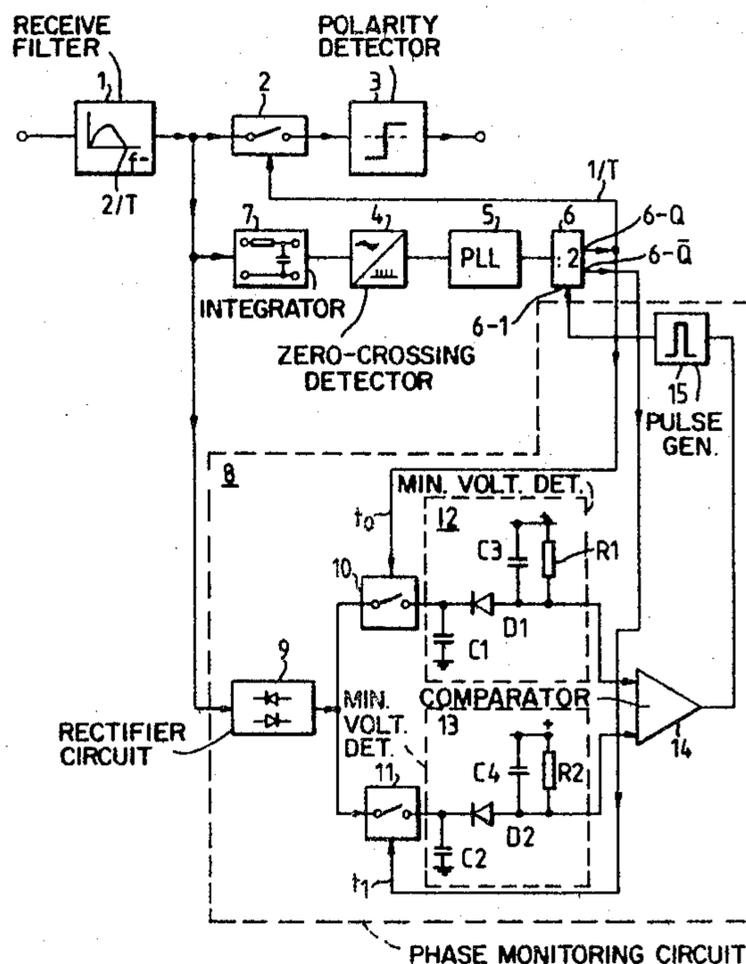 RECEIVE
FILTER
POLARITY
DETECTOR
1
2
3
f→
2/T
1/T
7
4
5
6
6-Q
6-Q̄
PLL
:2
INTEGRATOR
6-1
ZERO-CROSSING
DETECTOR
15
PULSE
GEN.
8
MIN. VOLT. DET.
t₀
12
C3
R1
10
D1
C1
9
RECTIFIER
CIRCUIT
MIN.
VOLT.
DET.
COMPARATOR
13
14
11
C4
R2
D2
C2
t₁
+
+
PHASE MONITORING CIRCUIT